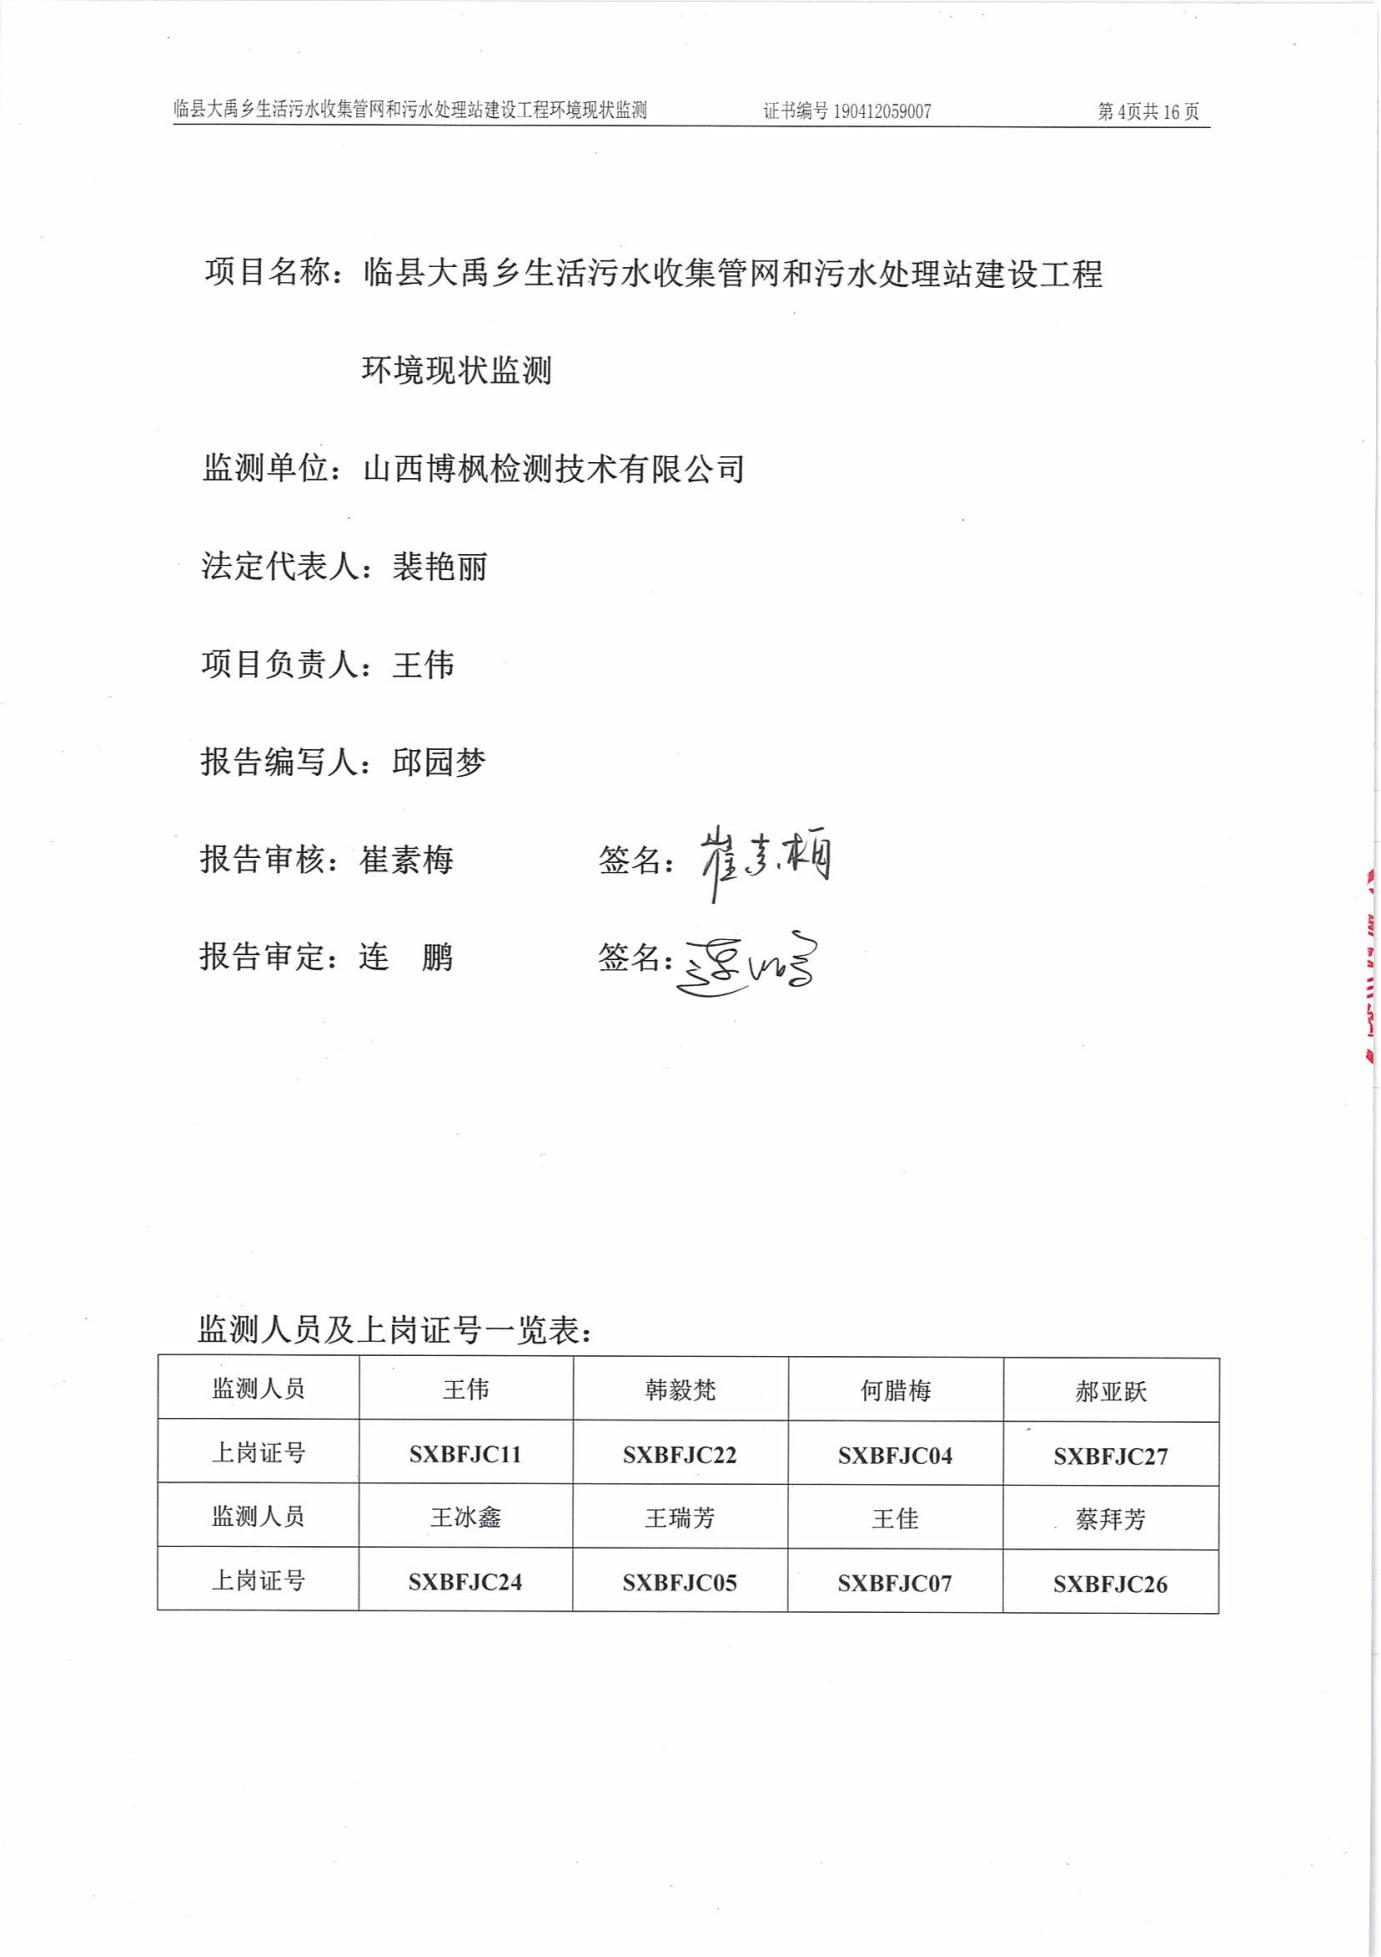 临县大禹乡生活污水收集管网和污水处理站建设工程环境现状监测 证书编号 190412059007 第 4页共 16 页
项目名称：临县大禹乡生活污水收集管网和污水处理站建设工程
环境现状监测
监测单位：山西博枫检测技术有限公司
法定代表人：裴艳丽
项目负责人：王伟
报告编写人：邱园梦
报告审核：崔素梅 签名：崔素梅
报告审定：连 鹏 签名：连鹏
监测人员及上岗证号一览表：
监测人员 王伟 韩毅梵 何腊梅 郝亚跃
上岗证号 SXBFJC11 SXBFJC22 SXBFJC04 SXBFJC27
监测人员 王冰鑫 王瑞芳 王佳 蔡拜芳
上岗证号 SXBFJC24 SXBFJC05 SXBFJC07 SXBFJC26